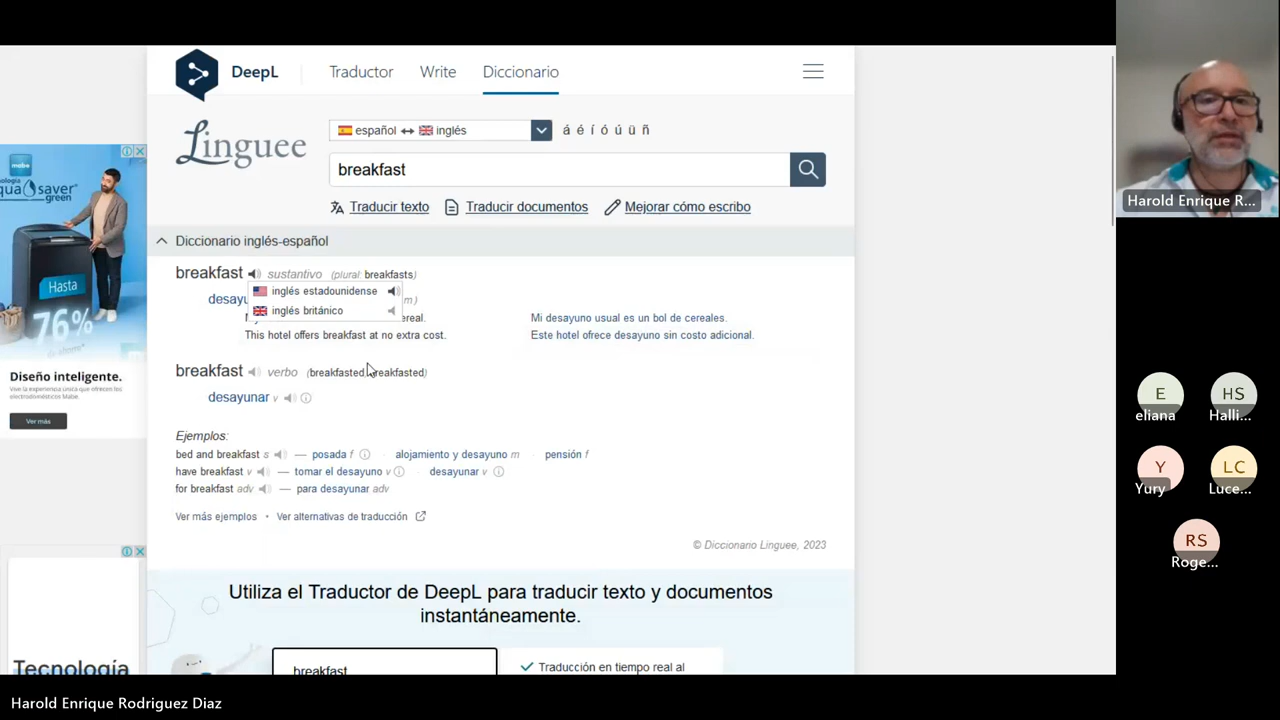 DeepL
Traductor
Write
Diccionario
Linguee
español ↔ inglés
á é í ó ú ü ñ
breakfast
Traducir texto
Traducir documentos
Mejorar cómo escribo
Diccionario inglés-español
breakfast sustantivo (plural: breakfasts)
inglés estadounidense
inglés británico
desayu
m)
ereal.
Mi desayuno usual es un bol de cereales.
This hotel offers breakfast at no extra cost.
Este hotel ofrece desayuno sin costo adicional.
breakfast verbo (breakfasted, breakfasted)
desayunar v
Ejemplos:
bed and breakfast s — posada f · alojamiento y desayuno m · pensión f
have breakfast v — tomar el desayuno v · desayunar v
for breakfast adv — para desayunar adv
Ver más ejemplos • Ver alternativas de traducción
© Diccionario Linguee, 2023
Utiliza el Traductor de DeepL para traducir texto y documentos
instantáneamente.
breakfast
Traducción en tiempo real al
mabe
saver
green
Hasta
76%
Diseño inteligente.
Ver más
Tecnología
Harold Enrique R...
E
eliana
HS
Halli...
Y
Yury
LC
Luce...
RS
Roge...
Harold Enrique Rodriguez Diaz